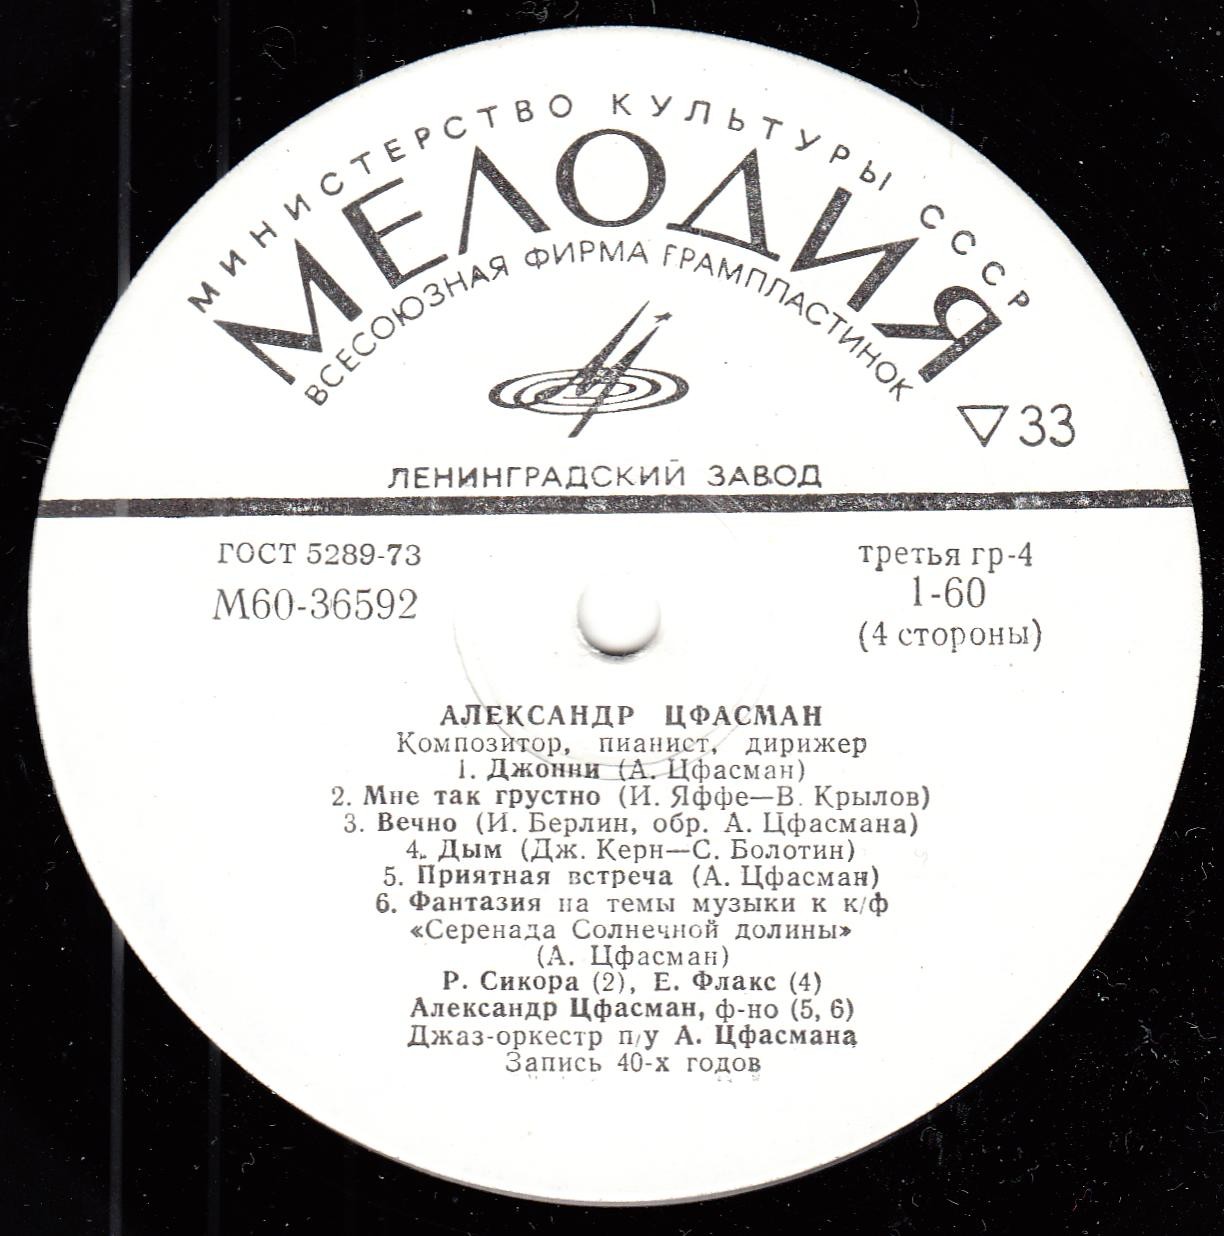 МИНИСТЕРСТВО КУЛЬТУРЫ СССР
МЕЛОДИЯ
ВСЕСОЮЗНАЯ ФИРМА ГРАМПЛАСТИНОК
▽33
ЛЕНИНГРАДСКИЙ ЗАВОД
ГОСТ 5289-73
М60-36592
третья гр-4
1-60
(4 стороны)
АЛЕКСАНДР ЦФАСМАН
Композитор, пианист, дирижер
1. Джонни (А. Цфасман)
2. Мне так грустно (И. Яффе—В. Крылов)
3. Вечно (И. Берлин, обр. А. Цфасмана)
4. Дым (Дж. Керн—С. Болотин)
5. Приятная встреча (А. Цфасман)
6. Фантазия на темы музыки к к/ф
«Серенада Солнечной долины»
(А. Цфасман)
Р. Сикора (2), Е. Флакс (4)
Александр Цфасман, ф-но (5, 6)
Джаз-оркестр п/у А. Цфасмана
Запись 40-х годов